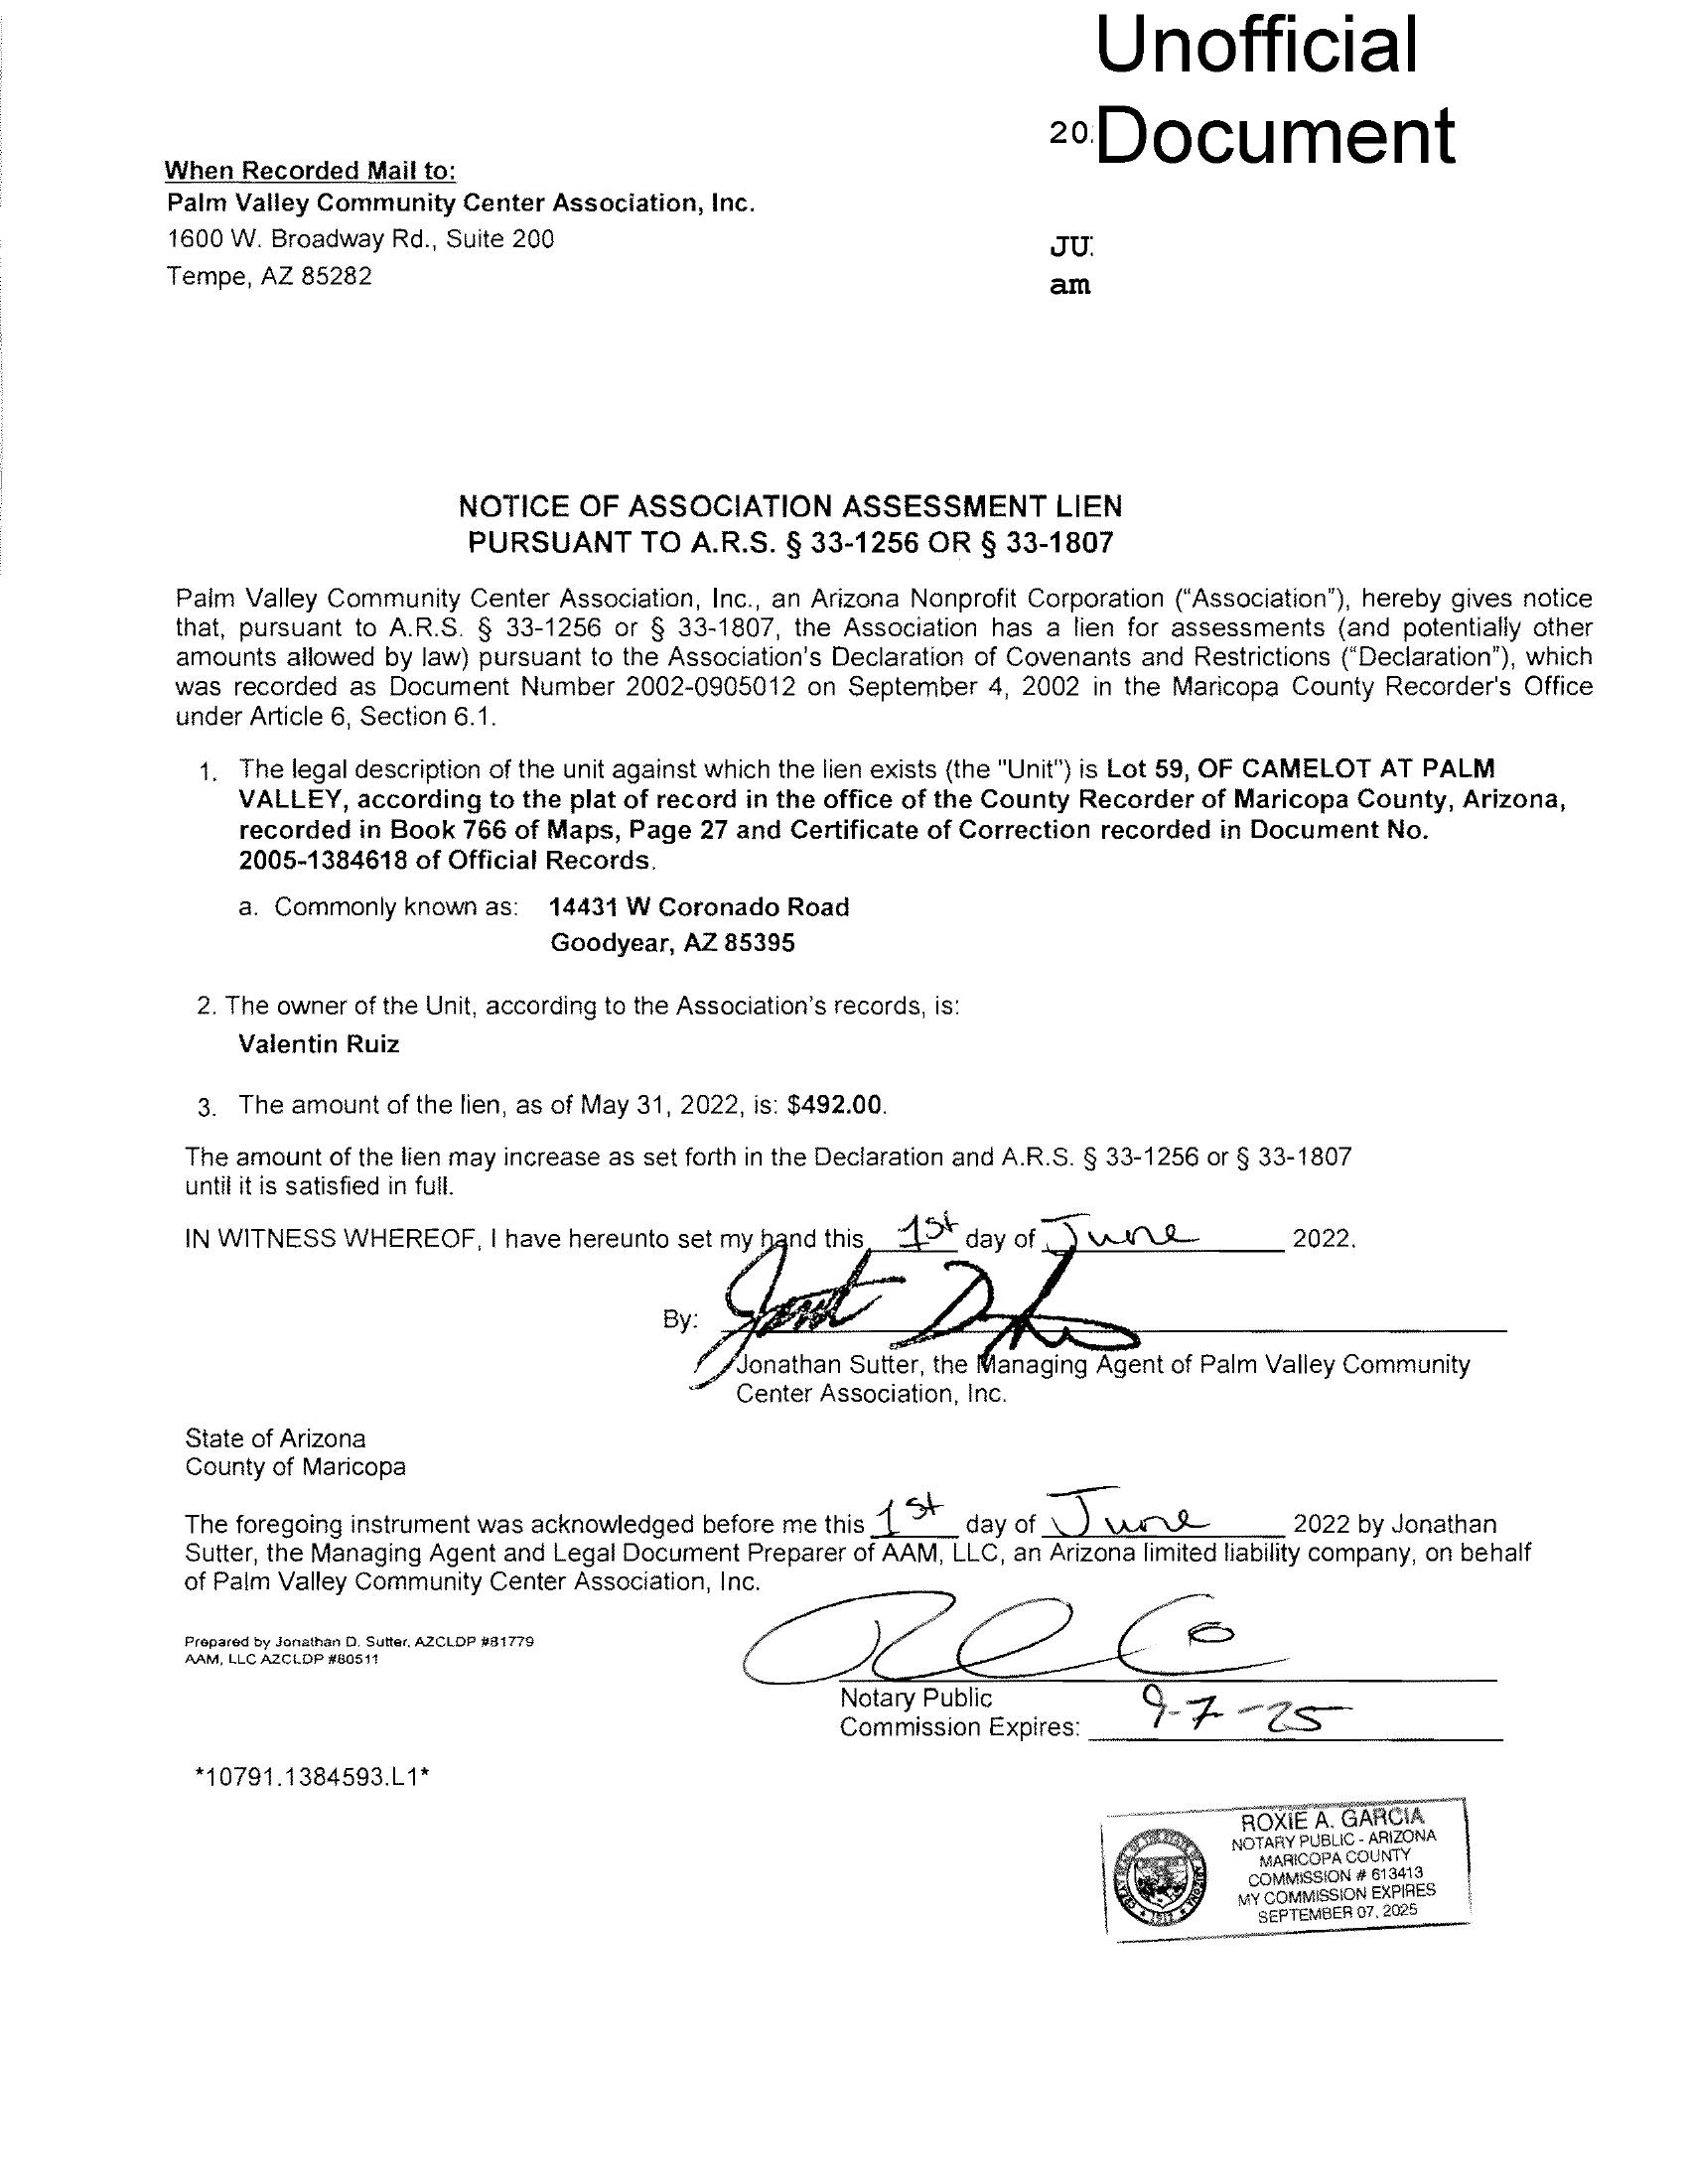 Unofficial
20 Document
When Recorded Mail to:
Palm Valley Community Center Association, Inc.
1600 W. Broadway Rd., Suite 200
Tempe, AZ 85282
JU
am
NOTICE OF ASSOCIATION ASSESSMENT LIEN
PURSUANT TO A.R.S. § 33-1256 OR § 33-1807
Palm Valley Community Center Association, Inc., an Arizona Nonprofit Corporation ("Association"), hereby gives notice
that, pursuant to A.R.S. § 33-1256 or § 33-1807, the Association has a lien for assessments (and potentially other
amounts allowed by law) pursuant to the Association's Declaration of Covenants and Restrictions ("Declaration"), which
was recorded as Document Number 2002-0905012 on September 4, 2002 in the Maricopa County Recorder's Office
under Article 6, Section 6.1.
1. The legal description of the unit against which the lien exists (the "Unit") is Lot 59, OF CAMELOT AT PALM
VALLEY, according to the plat of record in the office of the County Recorder of Maricopa County, Arizona,
recorded in Book 766 of Maps, Page 27 and Certificate of Correction recorded in Document No.
2005-1384618 of Official Records.
a. Commonly known as: 14431 W Coronado Road
Goodyear, AZ 85395
2. The owner of the Unit, according to the Association's records, is:
Valentin Ruiz
3. The amount of the lien, as of May 31, 2022, is: $492.00.
The amount of the lien may increase as set forth in the Declaration and A.R.S. § 33-1256 or § 33-1807
until it is satisfied in full.
IN WITNESS WHEREOF, I have hereunto set my hand this 1st day of June 2022.
By:
Jonathan Sutter, the Managing Agent of Palm Valley Community
Center Association, Inc.
State of Arizona
County of Maricopa
The foregoing instrument was acknowledged before me this 1st day of June 2022 by Jonathan
Sutter, the Managing Agent and Legal Document Preparer of AAM, LLC, an Arizona limited liability company, on behalf
of Palm Valley Community Center Association, Inc.
Prepared by Jonathan D. Sutter, AZCLDP #81779
AAM, LLC AZCLDP #80511
Notary Public
Commission Expires: 9-7-25
*10791.1384593.L1*
ROXIE A. GARCIA
NOTARY PUBLIC - ARIZONA
MARICOPA COUNTY
COMMISSION # 613413
MY COMMISSION EXPIRES
SEPTEMBER 07, 2025